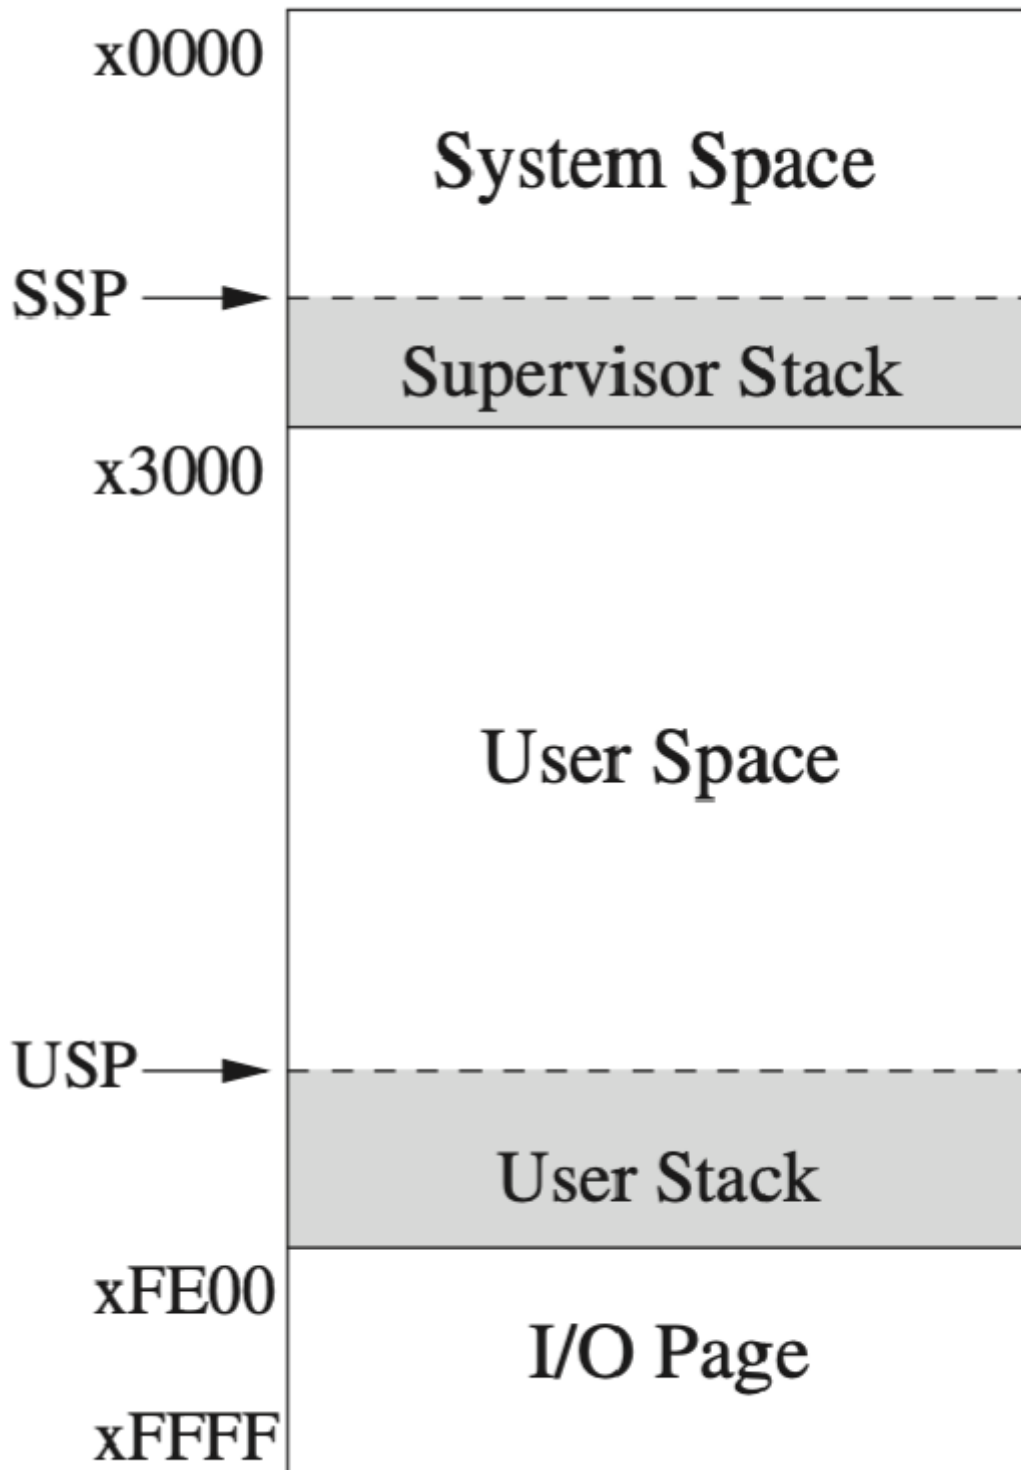 x0000
System Space
SSP
Supervisor Stack
x3000
User Space
USP
User Stack
xFE00
I/O Page
xFFFF